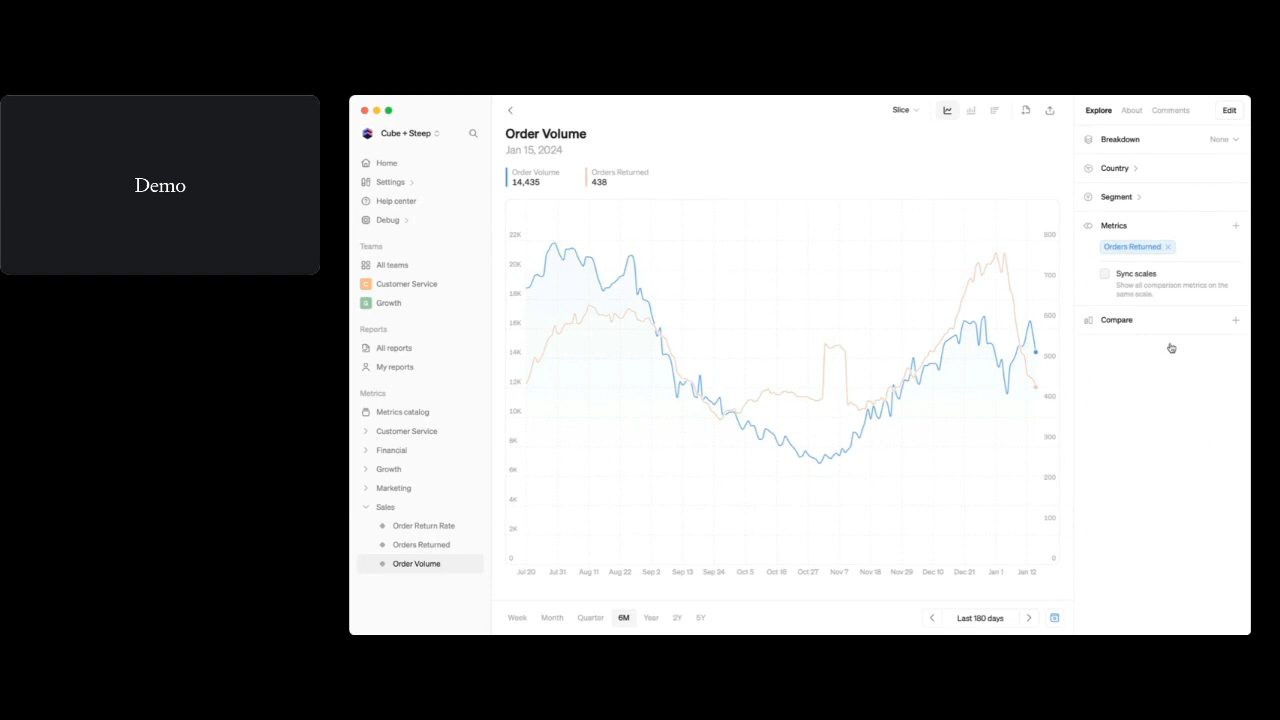 Demo
Cube + Steep
Home
Settings
Help center
Debug
Teams
All teams
C Customer Service
G Growth
Reports
All reports
My reports
Metrics
Metrics catalog
Customer Service
Financial
Growth
Marketing
Sales
Order Return Rate
Orders Returned
Order Volume
Slice
Order Volume
Jan 15, 2024
Order Volume Orders Returned
14,435 438
22K 800
20K 700
18K 600
16K 500
14K 400
12K 300
10K 200
8K 100
6K 0
4K
2K
0
Jul 20 Jul 31 Aug 11 Aug 22 Sep 2 Sep 13 Sep 24 Oct 5 Oct 16 Oct 27 Nov 7 Nov 18 Nov 29 Dec 10 Dec 21 Jan 1 Jan 12
Week Month Quarter 6M Year 2Y 5Y Last 180 days
Explore About Comments Edit
Breakdown None
Country
Segment
Metrics
Orders Returned
Sync scales
Show all comparison metrics on the
same scale.
Compare